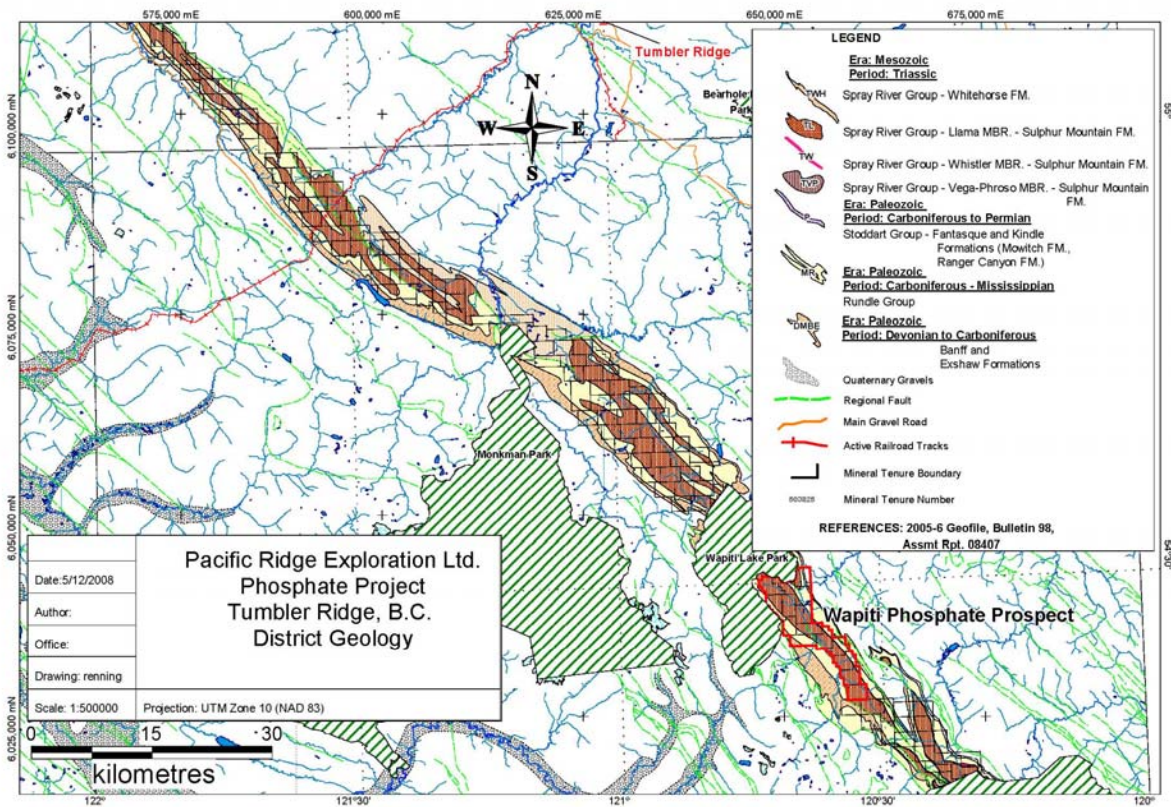 575,000 mE
600,000 mE
625,000 mE
650,000 mE
675,000 mE
Tumbler Ridge
Bearhole
Park
N
W E
S
6,100,000 mN
6,075,000 mN
6,050,000 mN
6,025,000 mN
55°
Monkman Park
Wapiti Lake Park
Wapiti Phosphate Prospect
LEGEND
Era: Mesozoic
Period: Triassic
TWH
Spray River Group - Whitehorse FM.
TL
Spray River Group - Llama MBR. - Sulphur Mountain FM.
TW
Spray River Group - Whistler MBR. - Sulphur Mountain FM.
TVP
Spray River Group - Vega-Phroso MBR. - Sulphur Mountain
FM.
Era: Paleozoic
Period: Carboniferous to Permian
P
Stoddart Group - Fantasque and Kindle
Formations (Mowitch FM.,
Ranger Canyon FM.)
MR
Era: Paleozoic
Period: Carboniferous - Mississippian
Rundle Group
DMBE
Era: Paleozoic
Period: Devonian to Carboniferous
Banff and
Exshaw Formations
Quaternary Gravels
Regional Fault
Main Gravel Road
Active Railroad Tracks
Mineral Tenure Boundary
Mineral Tenure Number
REFERENCES: 2005-6 Geofile, Bulletin 98,
Assmt Rpt. 08407
Pacific Ridge Exploration Ltd.
Phosphate Project
Tumbler Ridge, B.C.
District Geology
Date:5/12/2008
Author:
Office:
Drawing: renning
Scale: 1:500000
Projection: UTM Zone 10 (NAD 83)
0 15 30
kilometres
122°
121°30'
121°
120°30'
120°